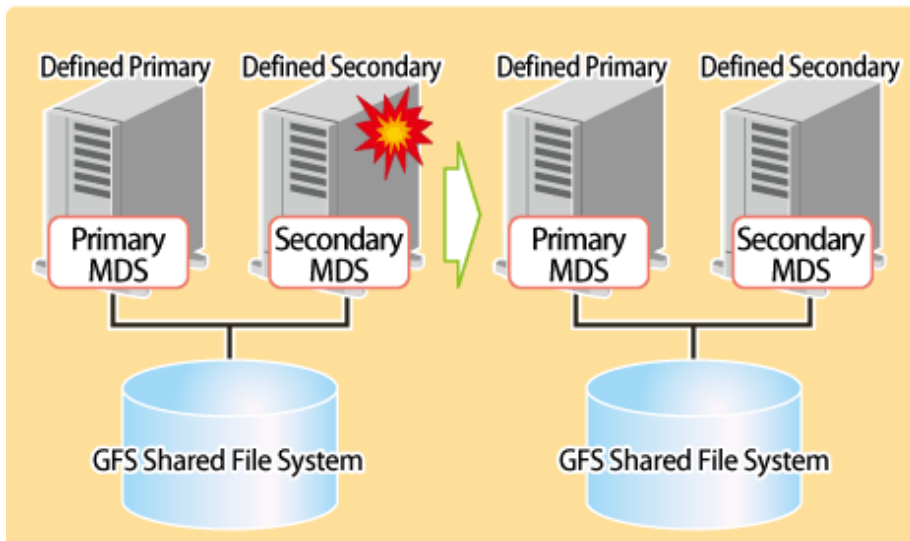 Defined Primary
Defined Secondary
Defined Primary
Defined Secondary
Primary
MDS
Secondary
MDS
Primary
MDS
Secondary
MDS
GFS Shared File System
GFS Shared File System